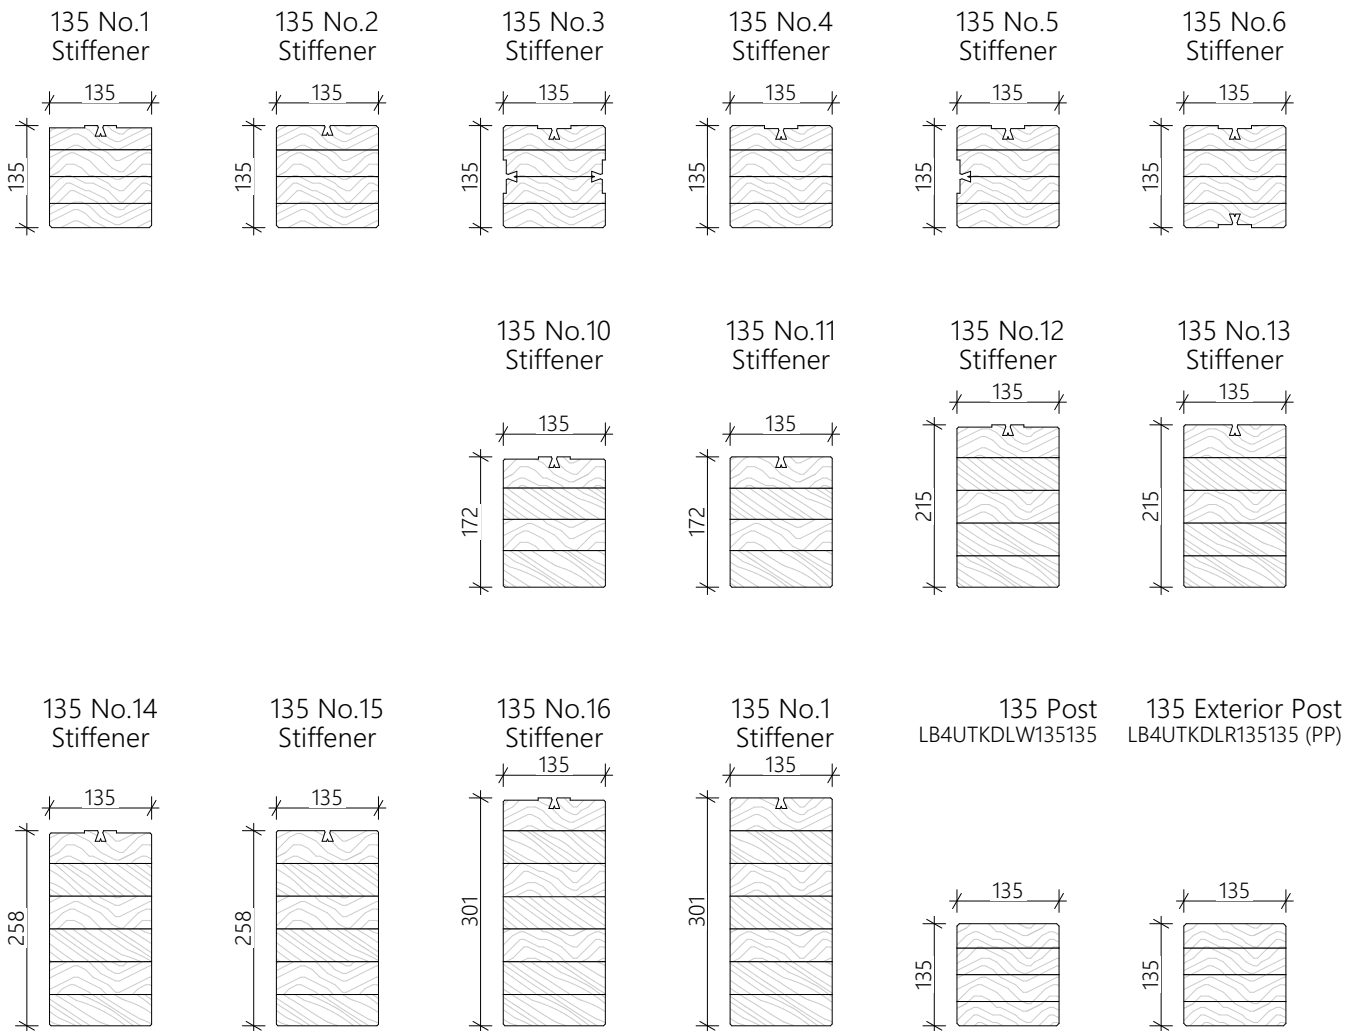 135 No.1
Stiffener
135 No.2
Stiffener
135 No.3
Stiffener
135 No.4
Stiffener
135 No.5
Stiffener
135 No.6
Stiffener
135
135
135
135
135
135
135
135
135
135
135
135
135 No.10
Stiffener
135 No.11
Stiffener
135 No.12
Stiffener
135 No.13
Stiffener
135
172
135
172
135
215
135
215
135 No.14
Stiffener
135 No.15
Stiffener
135 No.16
Stiffener
135 No.1
Stiffener
135 Post
LB4UTKDLW135135
135 Exterior Post
LB4UTKDLR135135 (PP)
135
258
135
258
135
301
135
301
135
135
135
135